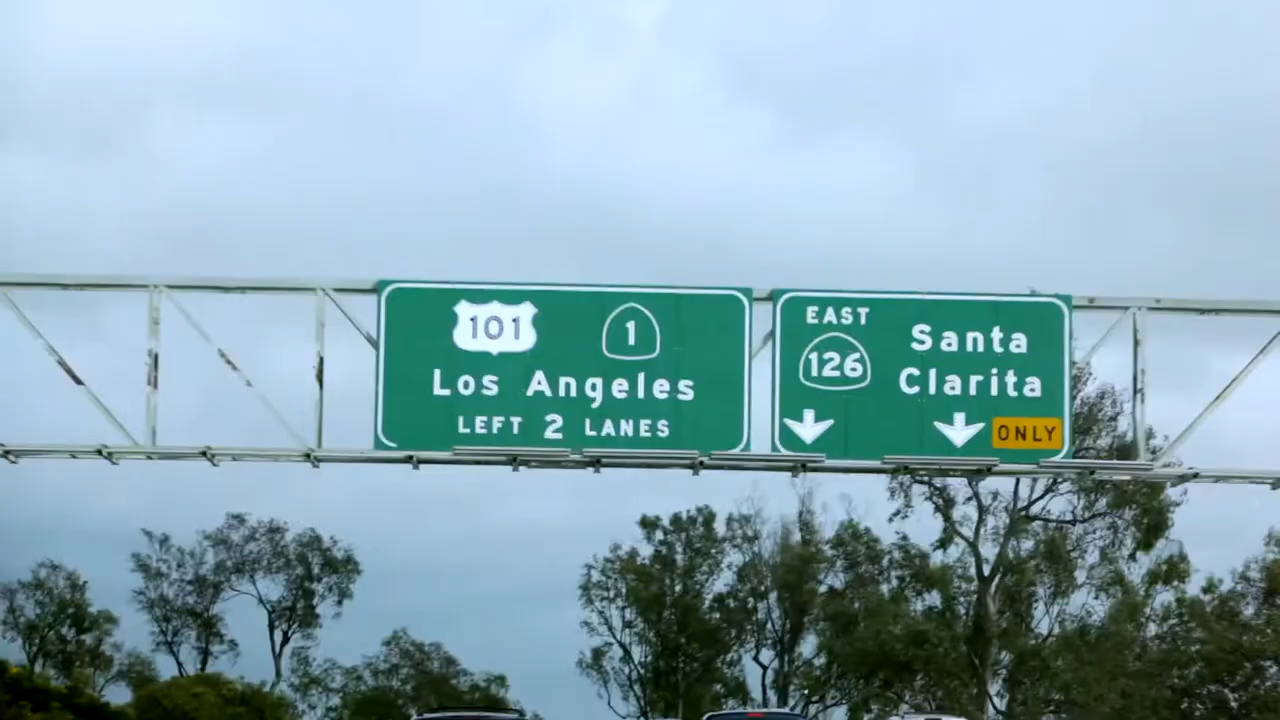 101 1
Los Angeles
LEFT 2 LANES
EAST
126
Santa
Clarita
ONLY